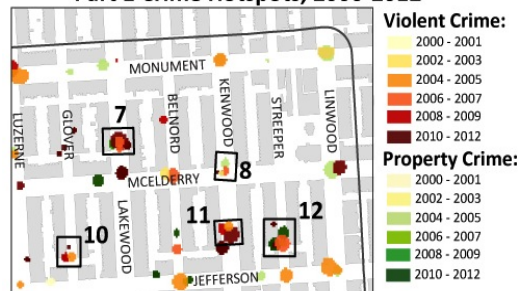 Part 1 Crime Hotspots, 2000-2012
MONUMENT
LUZERNE
GLOVER
7
BELNORD
KENWOOD
STREEPER
LINWOOD
8
MCELDERRY
LAKEWOOD
10
11
12
JEFFERSON
Violent Crime:
2000 - 2001
2002 - 2003
2004 - 2005
2006 - 2007
2008 - 2009
2010 - 2012
Property Crime:
2000 - 2001
2002 - 2003
2004 - 2005
2006 - 2007
2008 - 2009
2010 - 2012